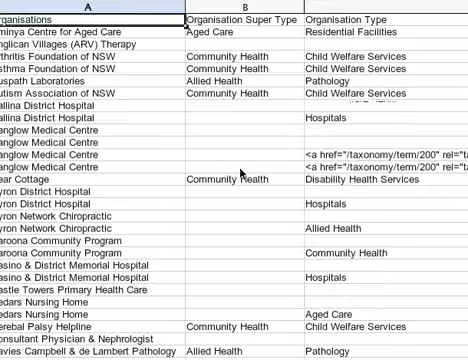 A B
ganisations Organisation Super Type Organisation Type
minya Centre for Aged Care Aged Care Residential Facilities
nglican Villages (ARV) Therapy
rthritis Foundation of NSW Community Health Child Welfare Services
sthma Foundation of NSW Community Health Child Welfare Services
uspath Laboratories Allied Health Pathology
utism Association of NSW Community Health Child Welfare Services
allina District Hospital
allina District Hospital Hospitals
anglow Medical Centre
anglow Medical Centre
anglow Medical Centre <a href="/taxonomy/term/200" rel="ta
anglow Medical Centre <a href="/taxonomy/term/200" rel="ta
ear Cottage Community Health Disability Health Services
yron District Hospital
yron District Hospital Hospitals
yron Network Chiropractic
yron Network Chiropractic Allied Health
aroona Community Program
aroona Community Program Community Health
asino & District Memorial Hospital
asino & District Memorial Hospital Hospitals
astle Towers Primary Health Care
edars Nursing Home
edars Nursing Home Aged Care
erebal Palsy Helpline Community Health Child Welfare Services
onsultant Physician & Nephrologist
avies Campbell & de Lambert Pathology Allied Health Pathology